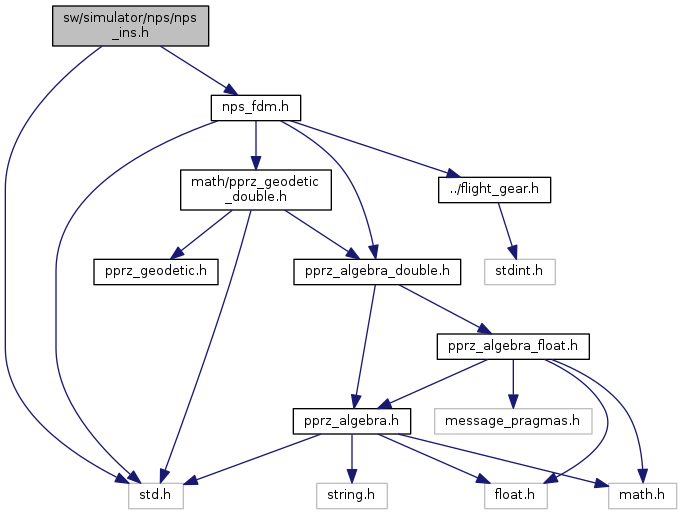 sw/simulator/nps/nps
_ins.h
nps_fdm.h
math/pprz_geodetic
_double.h
../flight_gear.h
pprz_geodetic.h
pprz_algebra_double.h
stdint.h
pprz_algebra_float.h
pprz_algebra.h
message_pragmas.h
std.h
string.h
float.h
math.h